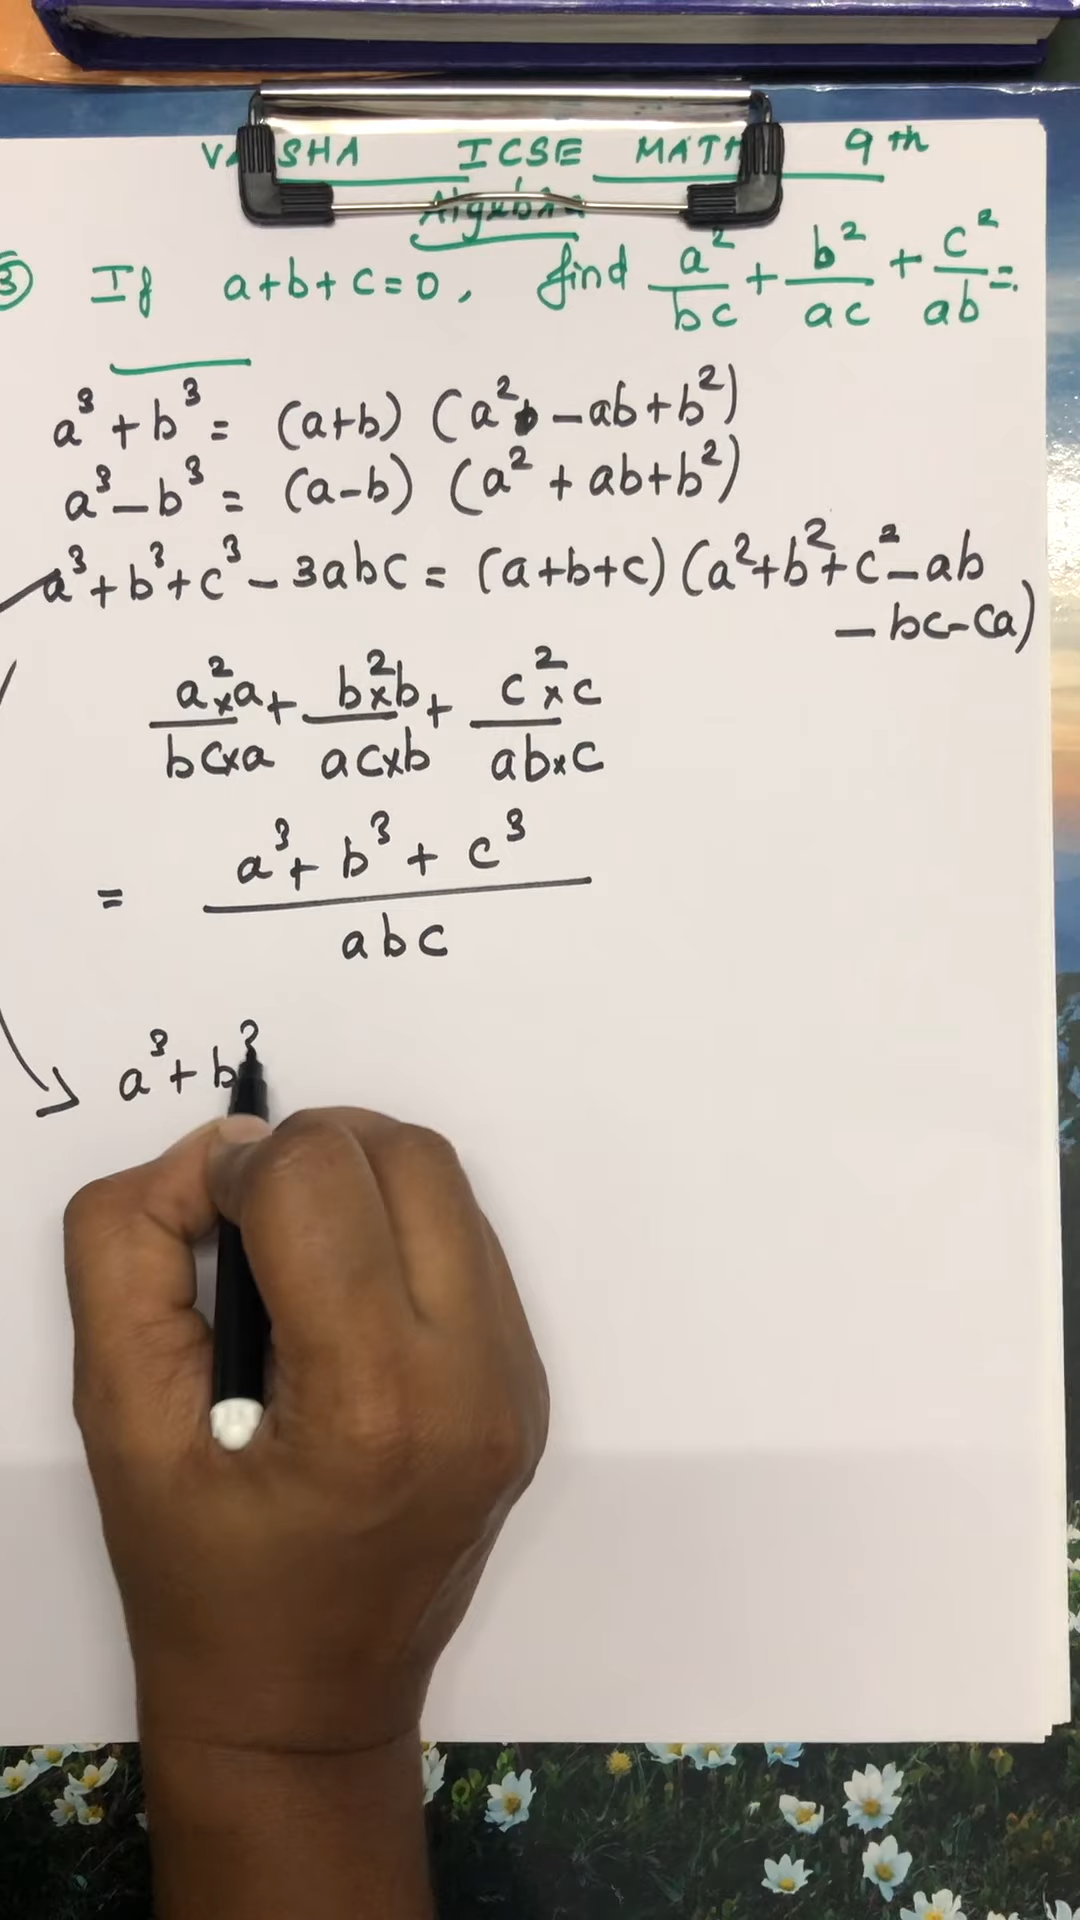 ICSE MATH 9th
Algebra
3 If a+b+c=0, find a²/bc + b²/ac + c²/ab =.
a³+b³= (a+b) (a²-ab+b²)
a³-b³= (a-b) (a²+ab+b²)
a³+b³+c³-3abc = (a+b+c) (a²+b²+c²-ab
-bc-ca)
a²×a/bc×a + b²×b/ac×b + c²×c/ab×c
= a³+b³+c³/abc
→ a³+b³